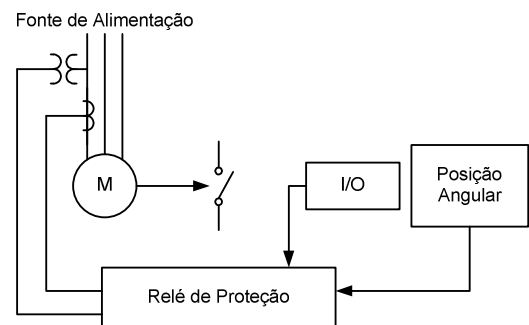 Fonte de Alimentação
M
I/O
Posição
Angular
Relé de Proteção